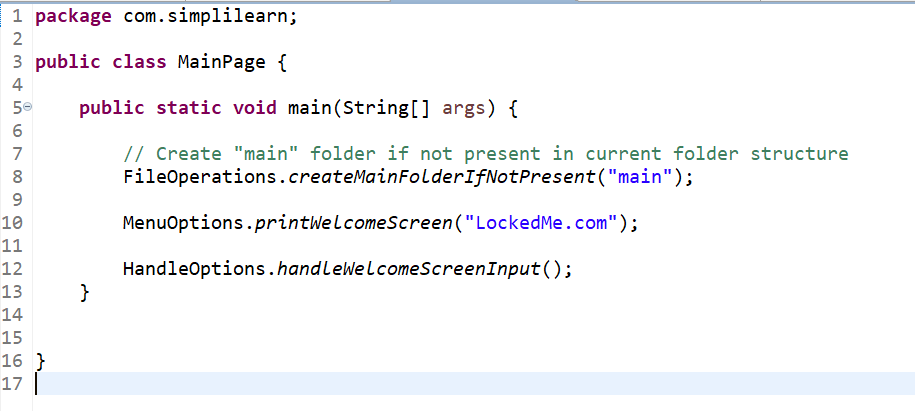 1 package com.simplilearn;
2
3 public class MainPage {
4
5 public static void main(String[] args) {
6
7 // Create "main" folder if not present in current folder structure
8 FileOperations.createMainFolderIfNotPresent("main");
9
10 MenuOptions.printWelcomeScreen("LockedMe.com");
11
12 HandleOptions.handleWelcomeScreenInput();
13 }
14
15
16 }
17